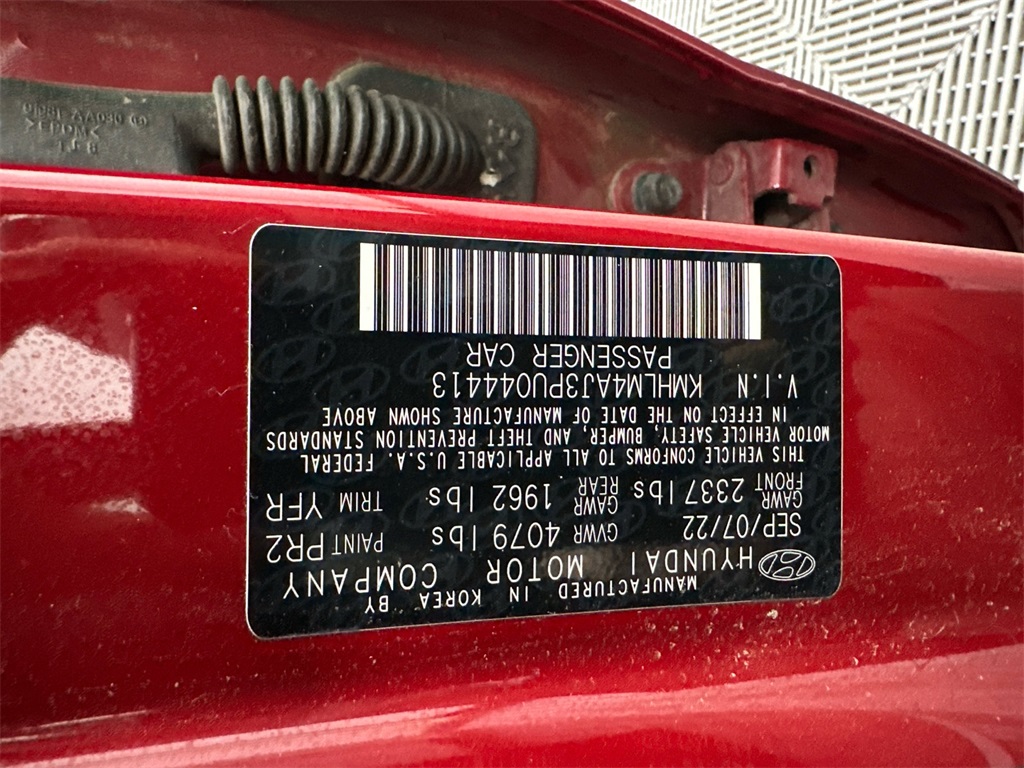 MANUFACTURED IN KOREA BY
HYUNDAI MOTOR COMPANY
SEP/07/22 GVWR 4079 lbs PAINT PR2
GAWR FRONT 2337 lbs GAWR REAR 1962 lbs TRIM YFR
THIS VEHICLE CONFORMS TO ALL APPLICABLE U.S.A. FEDERAL
MOTOR VEHICLE SAFETY, BUMPER, AND THEFT PREVENTION STANDARDS
IN EFFECT ON THE DATE OF MANUFACTURE SHOWN ABOVE
V.I.N KMHLM4AJ3PU044413
PASSENGER CAR
>EPDM<